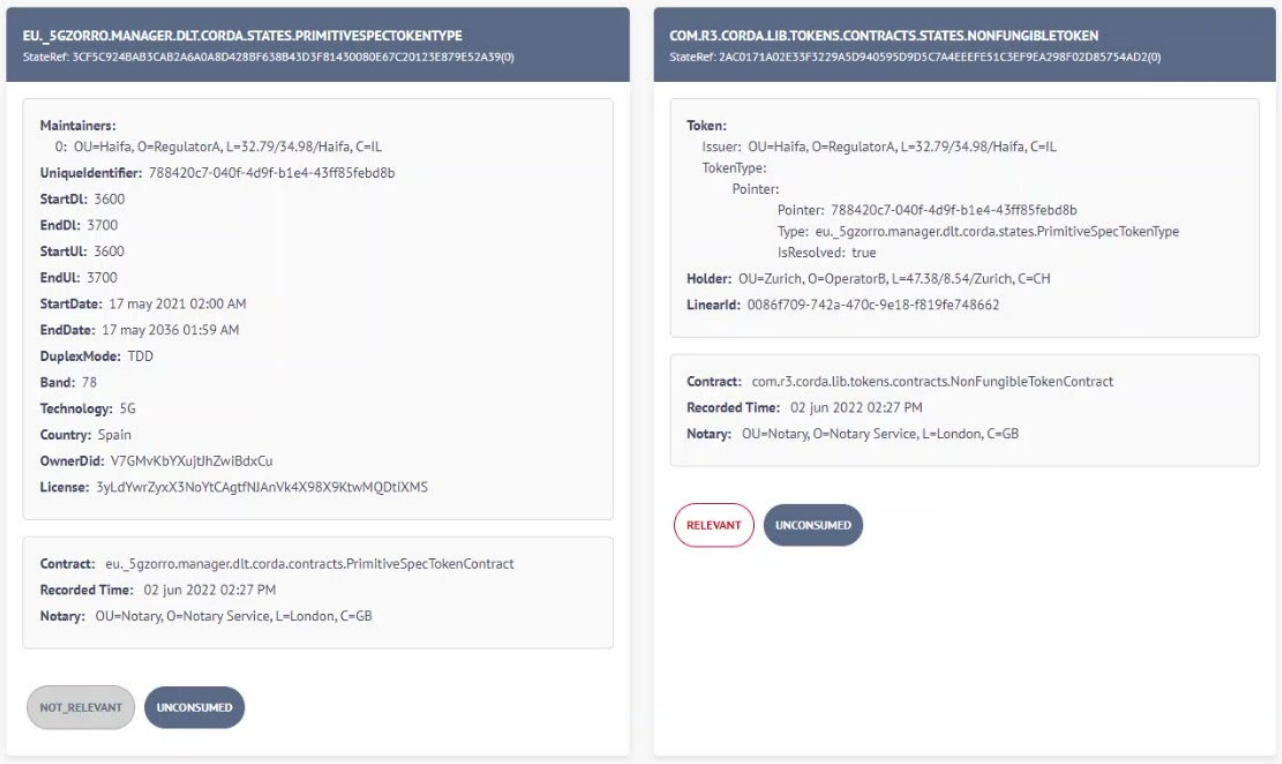 EU._5GZORRO.MANAGER.DLT.CORDA.STATES.PRIMITIVESPECTOKENTYPE
StateRef: 3CF5C924BAB3CAB2A6A0A8D428BF638B43D3F81430080E67C20123E879E52A39(0)
Maintainers:
0: OU=Haifa, O=RegulatorA, L=32.79/34.98/Haifa, C=IL
UniqueIdentifier: 788420c7-040f-4d9f-b1e4-43ff85febd8b
StartDl: 3600
EndDl: 3700
StartUl: 3600
EndUl: 3700
StartDate: 17 may 2021 02:00 AM
EndDate: 17 may 2036 01:59 AM
DuplexMode: TDD
Band: 78
Technology: 5G
Country: Spain
OwnerDid: V7GMvKbYXujtJhZwiBdxCu
License: 3yLdYwrZyxX3NoYtCAgtfNJAnVk4X98X9KtwMQDtiXMS
Contract: eu._5gzorro.manager.dlt.corda.contracts.PrimitiveSpecTokenContract
Recorded Time: 02 jun 2022 02:27 PM
Notary: OU=Notary, O=Notary Service, L=London, C=GB
NOT_RELEVANT
UNCONSUMED
COM.R3.CORDA.LIB.TOKENS.CONTRACTS.STATES.NONFUNGIBLETOKEN
StateRef: 2AC0171A02E33F3229A5D940595D9D5C7A4EEEFE51C3EF9EA298F02D85754AD2(0)
Token:
Issuer: OU=Haifa, O=RegulatorA, L=32.79/34.98/Haifa, C=IL
TokenType:
Pointer:
Pointer: 788420c7-040f-4d9f-b1e4-43ff85febd8b
Type: eu._5gzorro.manager.dlt.corda.states.PrimitiveSpecTokenType
IsResolved: true
Holder: OU=Zurich, O=OperatorB, L=47.38/8.54/Zurich, C=CH
LinearId: 0086f709-742a-470c-9e18-f819fe748662
Contract: com.r3.corda.lib.tokens.contracts.NonFungibleTokenContract
Recorded Time: 02 jun 2022 02:27 PM
Notary: OU=Notary, O=Notary Service, L=London, C=GB
RELEVANT
UNCONSUMED